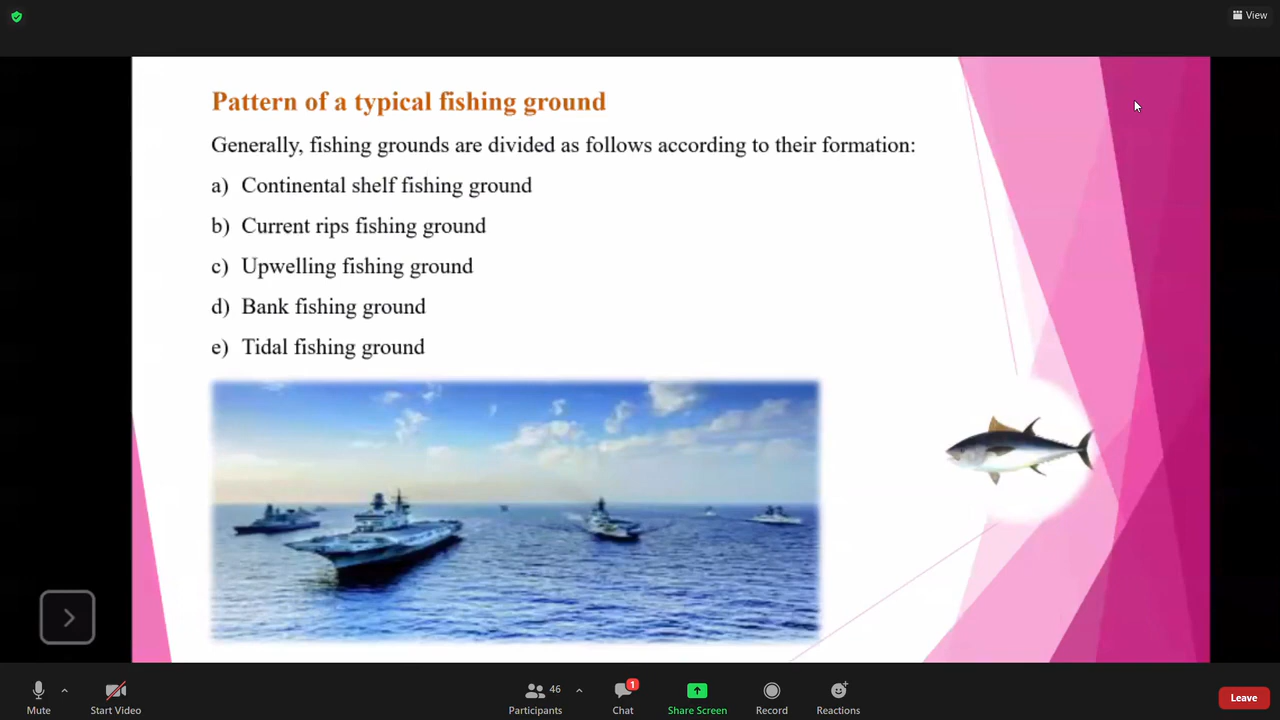 View
Pattern of a typical fishing ground
Generally, fishing grounds are divided as follows according to their formation:
a) Continental shelf fishing ground
b) Current rips fishing ground
c) Upwelling fishing ground
d) Bank fishing ground
e) Tidal fishing ground
46
1
Mute
Start Video
Participants
Chat
Share Screen
Record
Reactions
Leave